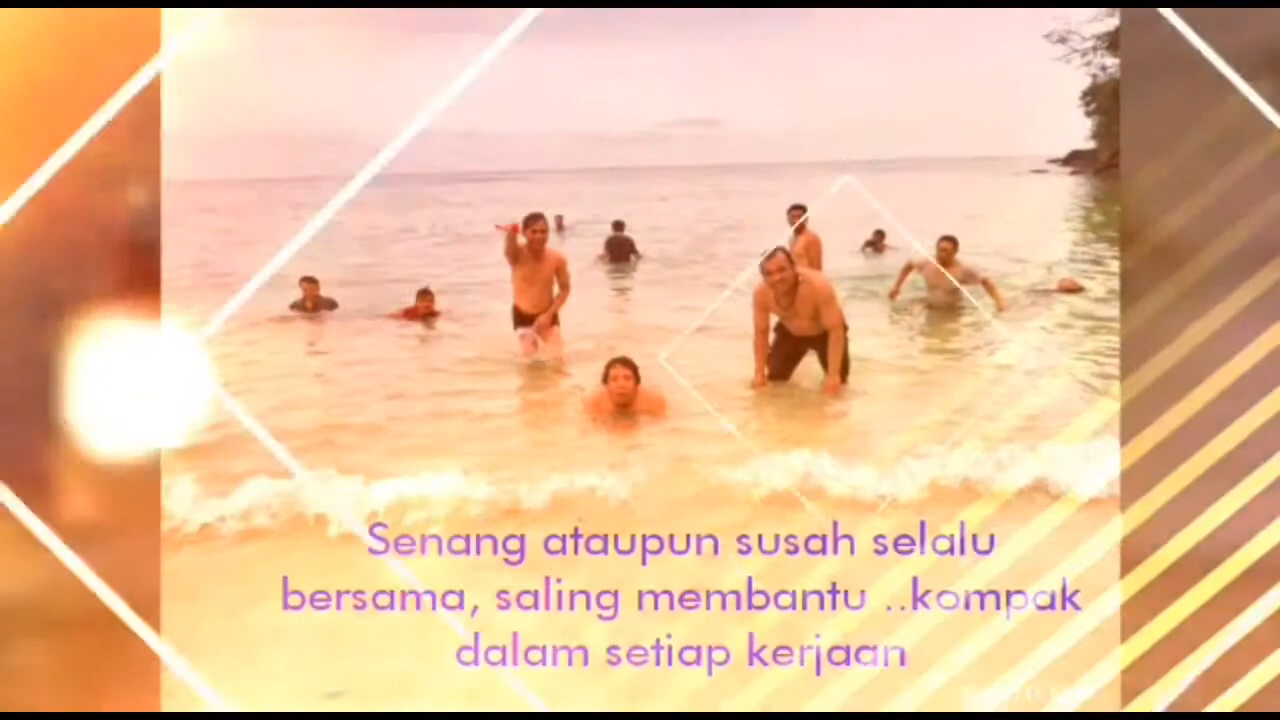 Senang ataupun susah selalu
bersama, saling membantu ..kompak
dalam setiap kerjaan